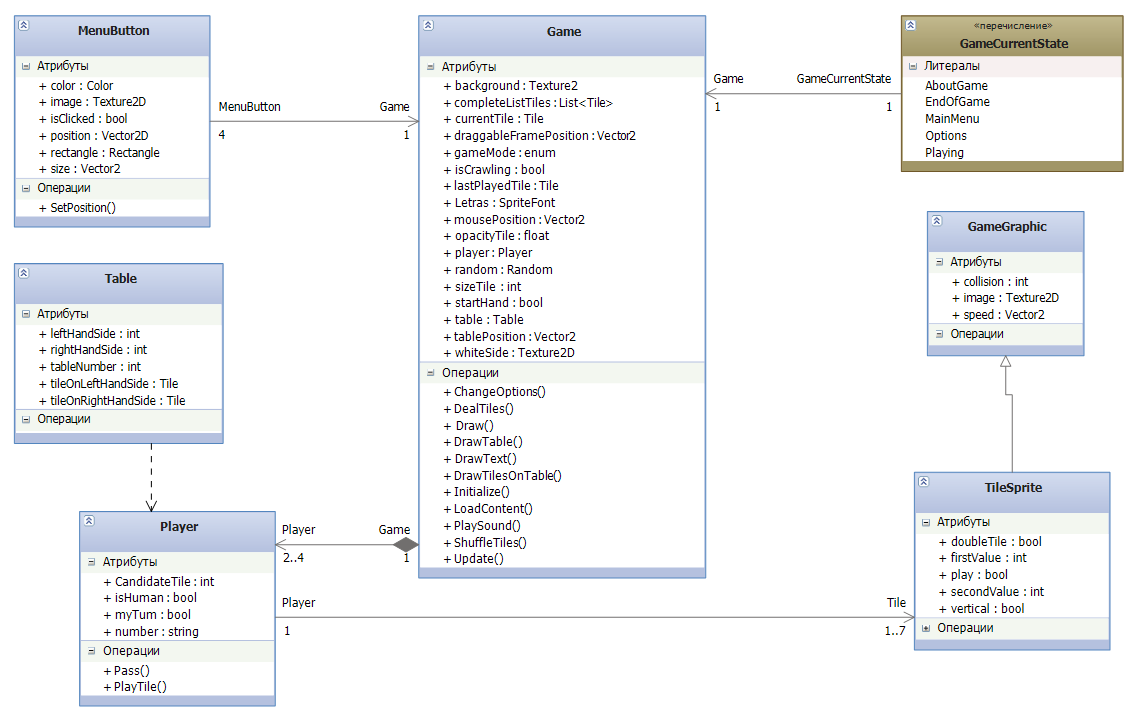 MenuButton
Атрибуты
+ color : Color
+ image : Texture2D
+ isClicked : bool
+ position : Vector2D
+ rectangle : Rectangle
+ size : Vector2
Операции
+ SetPosition()
MenuButton
4
Game
1
Game
Атрибуты
+ background : Texture2
+ completeListTiles : List<Tile>
+ currentTile : Tile
+ draggableFramePosition : Vector2
+ gameMode : enum
+ isCrawling : bool
+ lastPlayedTile : Tile
+ Letras : SpriteFont
+ mousePosition : Vector2
+ opacityTile : float
+ player : Player
+ random : Random
+ sizeTile : int
+ startHand : bool
+ table : Table
+ tablePosition : Vector2
+ whiteSide : Texture2D
Операции
+ ChangeOptions()
+ DealTiles()
+ Draw()
+ DrawTable()
+ DrawText()
+ DrawTilesOnTable()
+ Initialize()
+ LoadContent()
+ PlaySound()
+ ShuffleTiles()
+ Update()
Game
1
GameCurrentState
1
«перечисление»
GameCurrentState
Литералы
AboutGame
EndOfGame
MainMenu
Options
Playing
GameGraphic
Атрибуты
+ collision : int
+ image : Texture2D
+ speed : Vector2
Операции
Table
Атрибуты
+ leftHandSide : int
+ rightHandSide : int
+ tableNumber : int
+ tileOnLeftHandSide : Tile
+ tileOnRightHandSide : Tile
Операции
Player
Атрибуты
+ CandidateTile : int
+ isHuman : bool
+ myTum : bool
+ number : string
Операции
+ Pass()
+ PlayTile()
Player
2..4
Game
1
Player
1
Tile
1..7
TileSprite
Атрибуты
+ doubleTile : bool
+ firstValue : int
+ play : bool
+ secondValue : int
+ vertical : bool
Операции